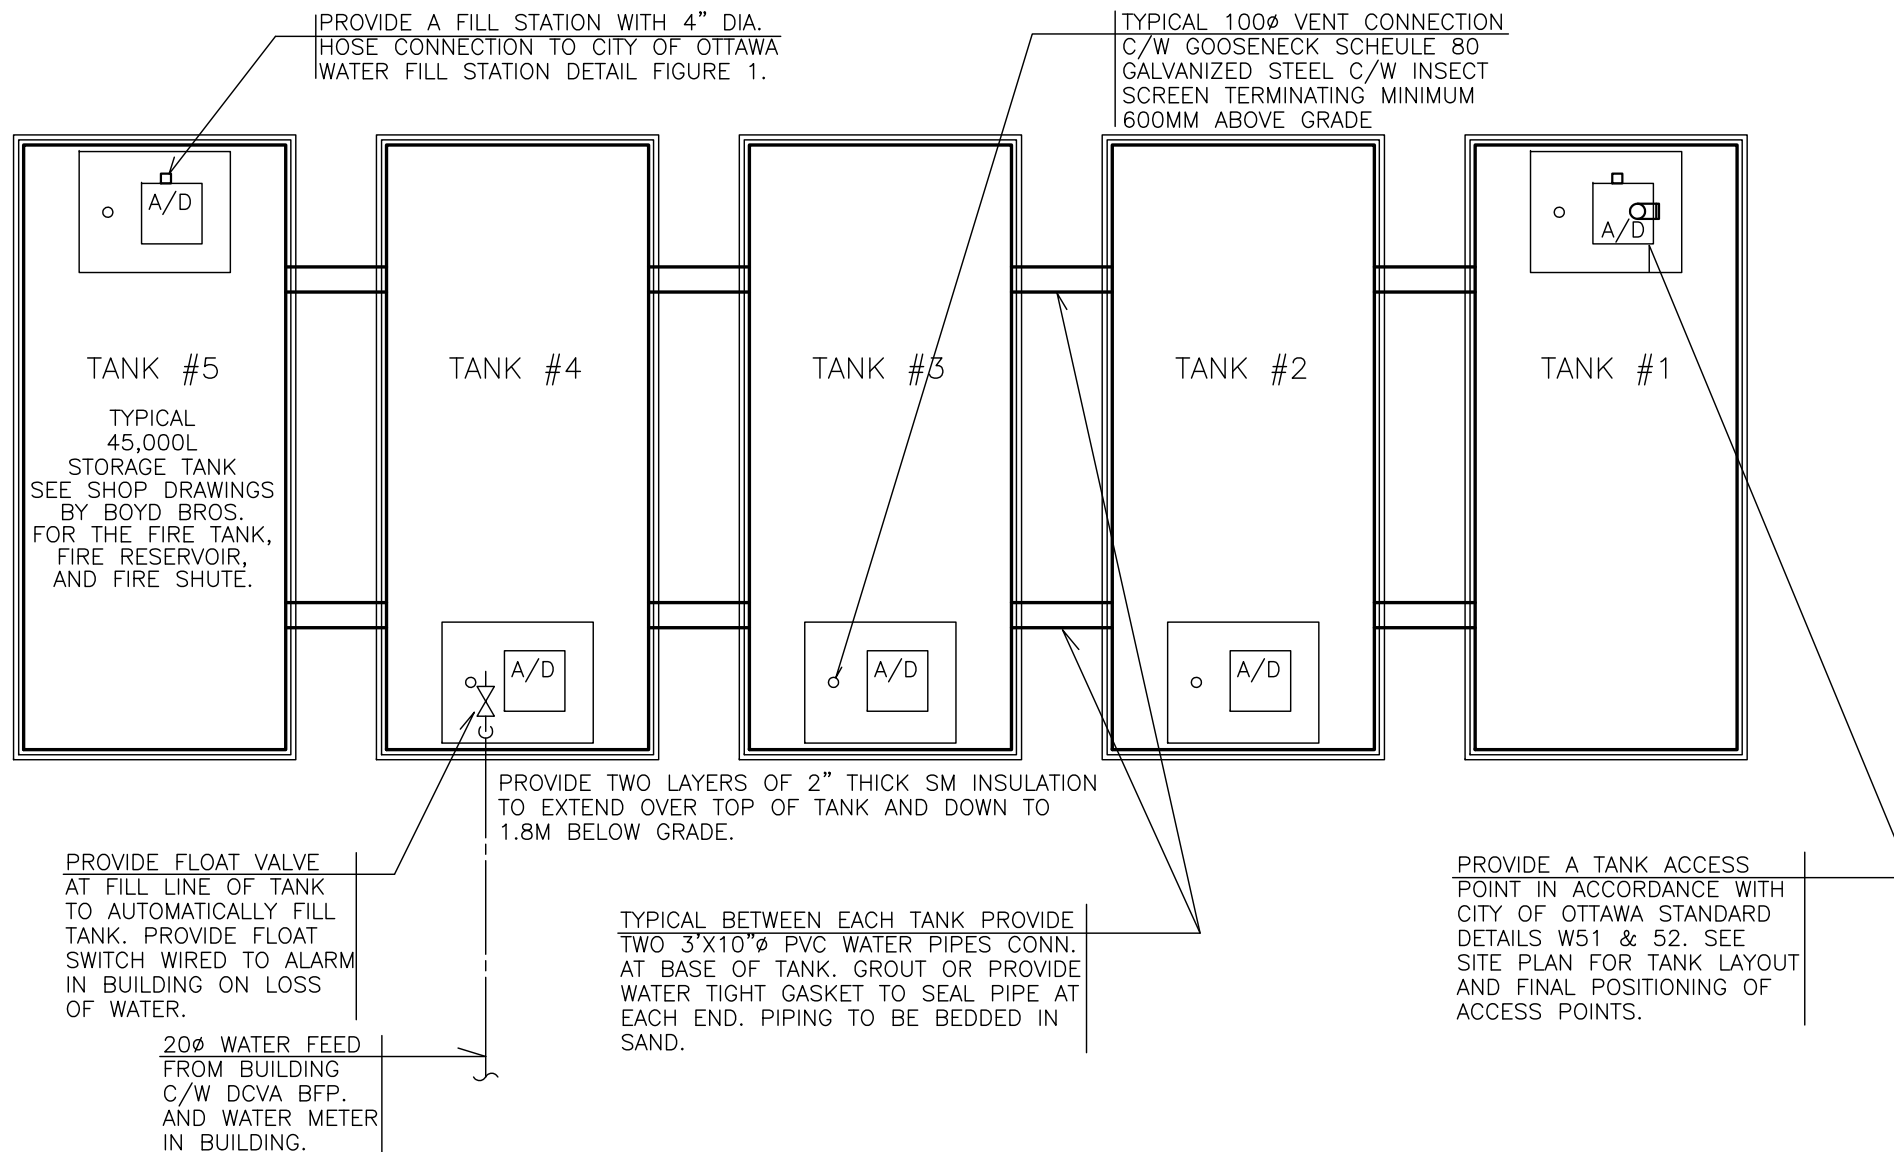 PROVIDE A FILL STATION WITH 4” DIA.
HOSE CONNECTION TO CITY OF OTTAWA
WATER FILL STATION DETAIL FIGURE 1.
TYPICAL 100ø VENT CONNECTION
C/W GOOSENECK SCHEULE 80
GALVANIZED STEEL C/W INSECT
SCREEN TERMINATING MINIMUM
600MM ABOVE GRADE
A/D
A/D
TANK #5
TANK #4
TANK #3
TANK #2
TANK #1
TYPICAL
45,000L
STORAGE TANK
SEE SHOP DRAWINGS
BY BOYD BROS.
FOR THE FIRE TANK,
FIRE RESERVOIR,
AND FIRE SHUTE.
A/D
A/D
A/D
PROVIDE TWO LAYERS OF 2” THICK SM INSULATION
TO EXTEND OVER TOP OF TANK AND DOWN TO
1.8M BELOW GRADE.
PROVIDE FLOAT VALVE
AT FILL LINE OF TANK
TO AUTOMATICALLY FILL
TANK. PROVIDE FLOAT
SWITCH WIRED TO ALARM
IN BUILDING ON LOSS
OF WATER.
TYPICAL BETWEEN EACH TANK PROVIDE
TWO 3'X10"ø PVC WATER PIPES CONN.
AT BASE OF TANK. GROUT OR PROVIDE
WATER TIGHT GASKET TO SEAL PIPE AT
EACH END. PIPING TO BE BEDDED IN
SAND.
PROVIDE A TANK ACCESS
POINT IN ACCORDANCE WITH
CITY OF OTTAWA STANDARD
DETAILS W51 & 52. SEE
SITE PLAN FOR TANK LAYOUT
AND FINAL POSITIONING OF
ACCESS POINTS.
20ø WATER FEED
FROM BUILDING
C/W DCVA BFP.
AND WATER METER
IN BUILDING.